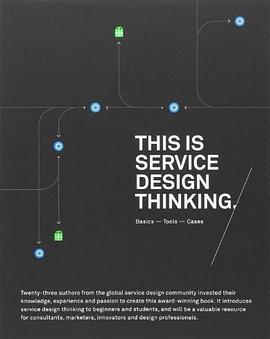 THIS IS
SERVICE
DESIGN
THINKING.
Basics — Tools — Cases
Twenty-three authors from the global service design community invested their
knowledge, experience and passion to create this award-winning book. It introduces
service design thinking to beginners and students, and will be a valuable resource
for consultants, marketers, innovators and design professionals.